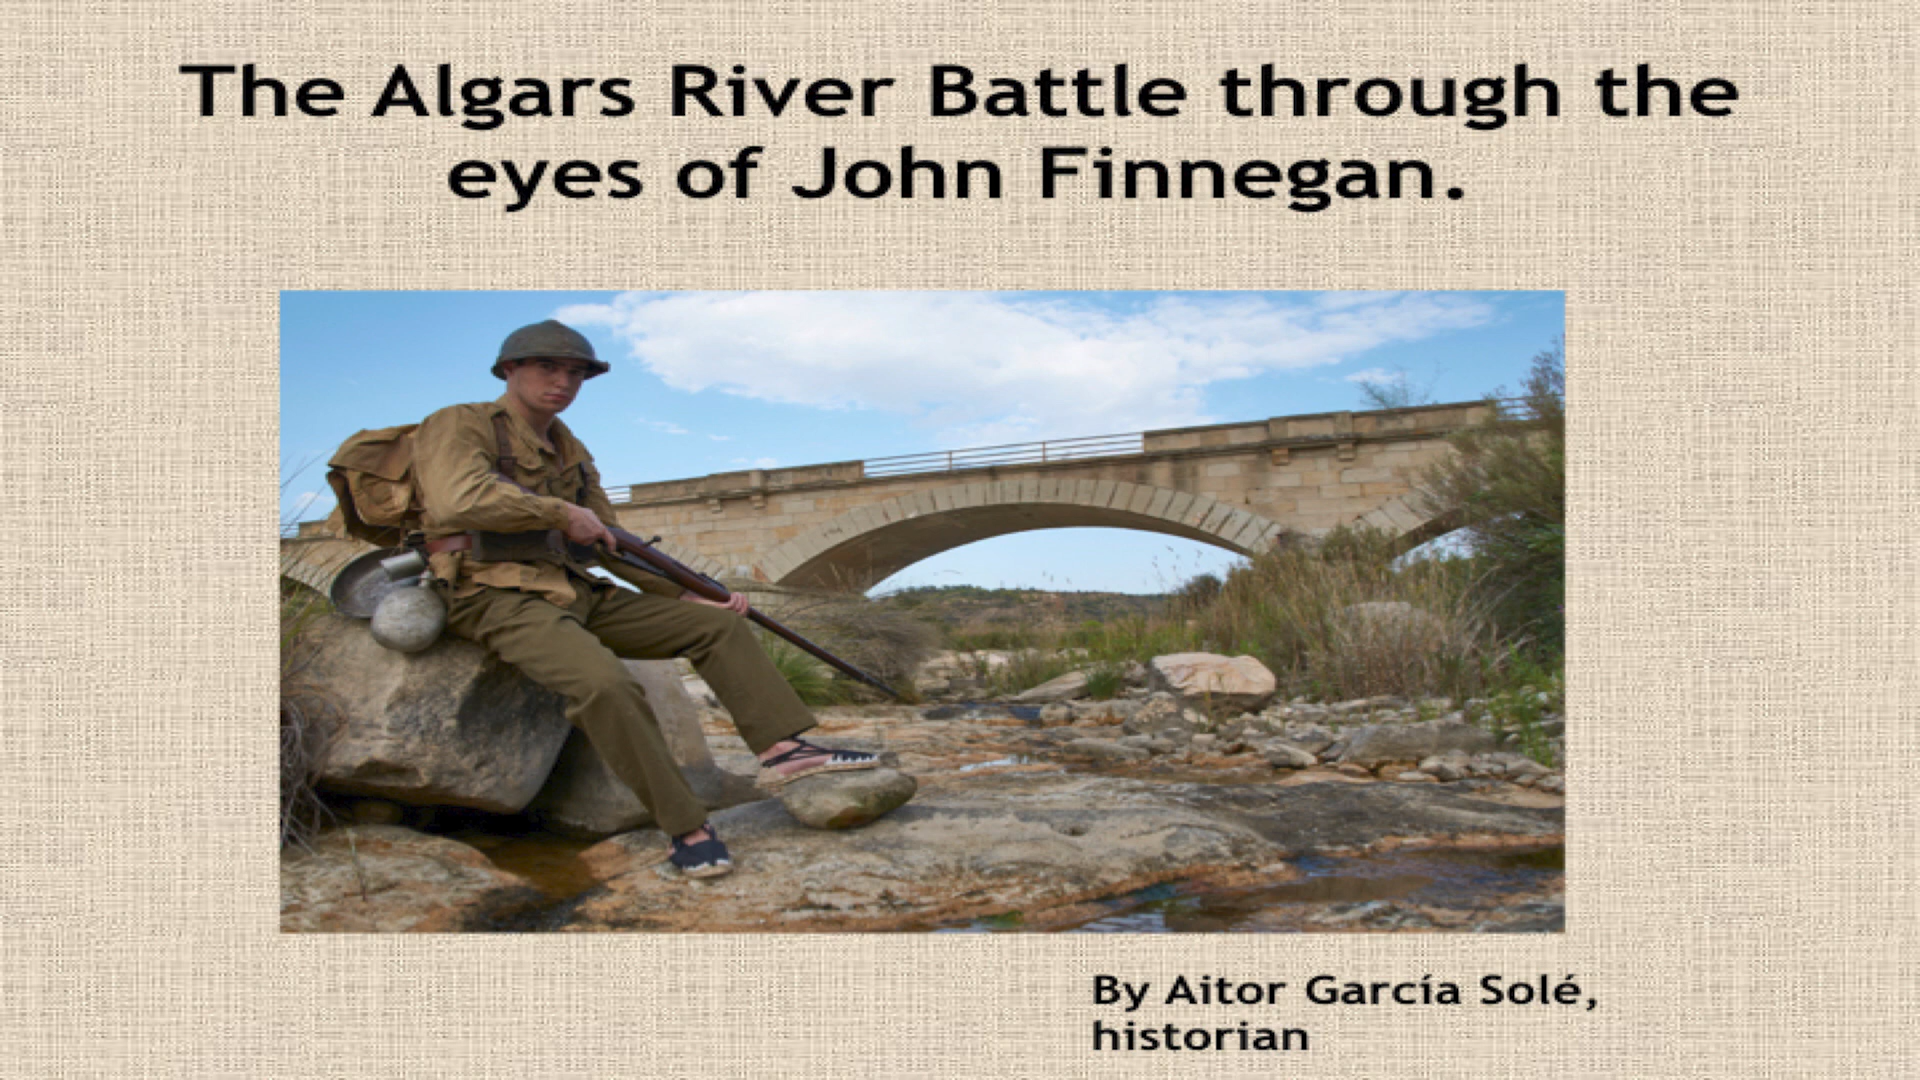 The Algars River Battle through the
eyes of John Finnegan.
By Aitor García Solé,
historian